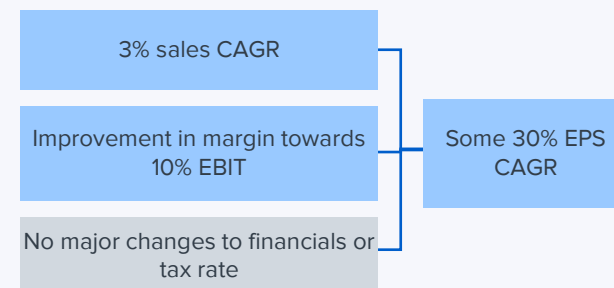 3% sales CAGR
Improvement in margin towards
10% EBIT
No major changes to financials or
tax rate
Some 30% EPS
CAGR